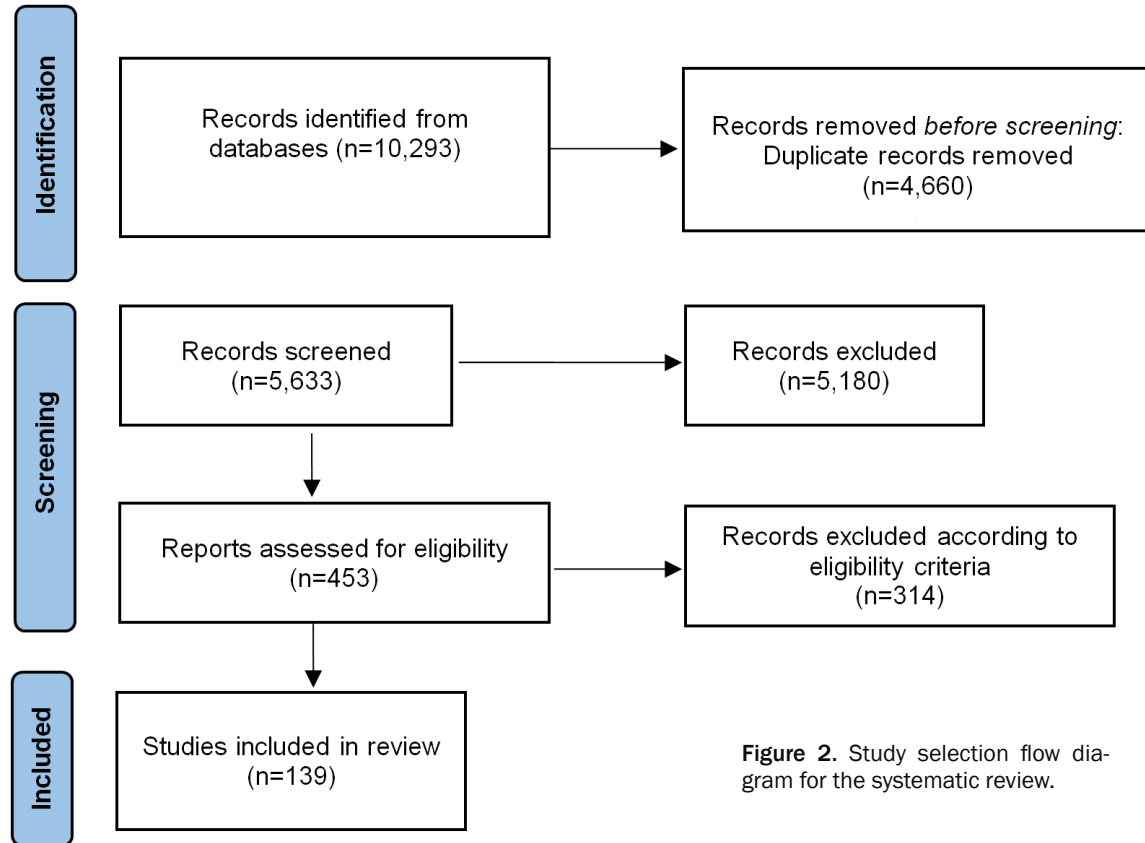 Identification
Records identified from
databases (n=10,293)
Records removed before screening:
Duplicate records removed
(n=4,660)
Screening
Records screened
(n=5,633)
Records excluded
(n=5,180)
Reports assessed for eligibility
(n=453)
Records excluded according to
eligibility criteria
(n=314)
Included
Studies included in review
(n=139)
Figure 2. Study selection flow dia-
gram for the systematic review.